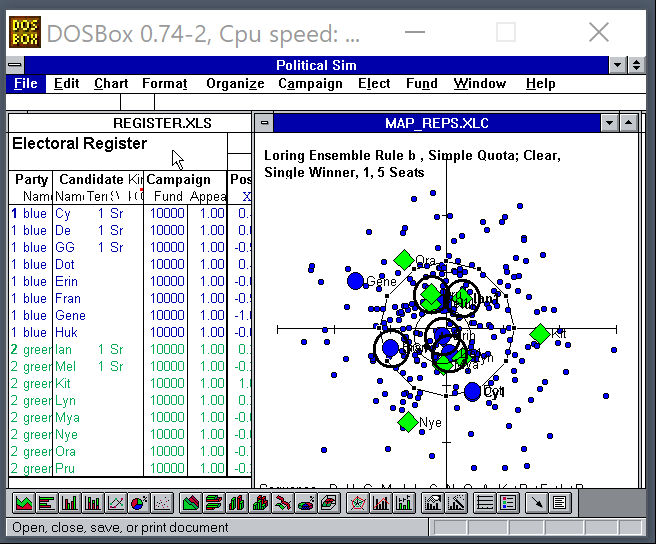 DOS BOX
DOSBox 0.74-2, Cpu speed: ...
Political Sim
File Edit Chart Format Organize Campaign Elect Fund Window Help
REGISTER.XLS
Electoral Register
Party Candidate Kin Campaign Pos
Name Name Terr Fund Appea X
1 blue Cy 1 Sr 10000 1.00 0.
1 blue De 1 Sr 10000 1.00 0.
1 blue GG 1 Sr 10000 1.00 -0.
1 blue Dot 10000 1.00 0.
1 blue Erin 10000 1.00 -0.
1 blue Fran 10000 1.00 -0.
1 blue Gene 10000 1.00 -1.
1 blue Huk 10000 1.00 -0.
2 green Ian 1 Sr 10000 1.00 0.
2 green Mel 1 Sr 10000 1.00 -0.
2 green Kit 10000 1.00 1.
2 green Lyn 10000 1.00 0.
2 green Mya 10000 1.00 -0.
2 green Nye 10000 1.00 -0.
2 green Ora 10000 1.00 -0.
2 green Pru 10000 1.00 -0.
MAP_REPS.XLC
Loring Ensemble Rule b , Simple Quota; Clear,
Single Winner, 1, 5 Seats
Ora
Gene
Kit
Mya
Cy1
Nye
Open, close, save, or print document